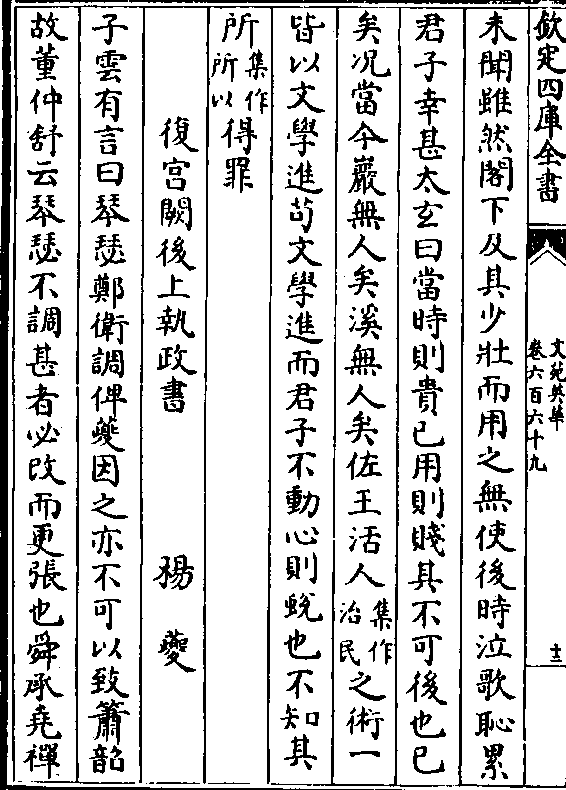 欽定四庫全書
文苑英華
卷六百六十九
十三
未聞雖然閣下及其少壯而用之無使後時泣歌恥累
君子幸甚太玄曰當時則貴已用則賤其不可後也已
矣况當今巖無人矣溪無人矣佐王活人集作治民之術一
皆以文學進苟文學進而君子不動心則蛻也不知其
所集作所以得罪
復宫闕後上執政書 楊夔
子雲有言曰琴瑟鄭衛調俾夔因之亦不可以致簫韶
故董仲舒云琴瑟不調甚者必改而更張也舜承堯禪